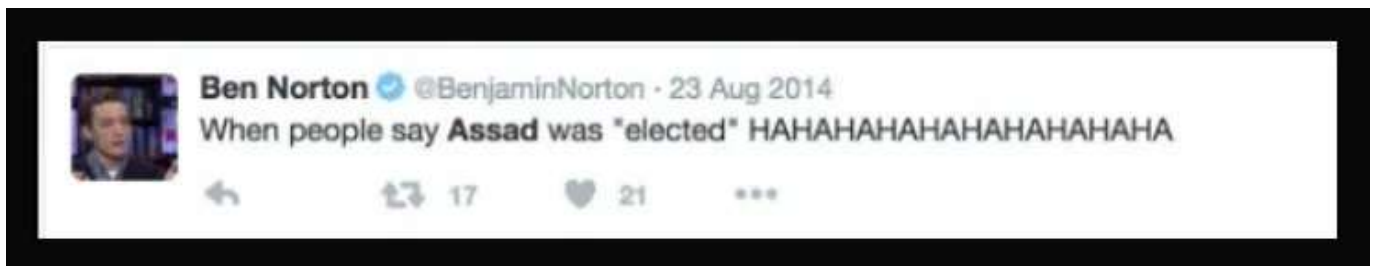 Ben Norton @BenjaminNorton · 23 Aug 2014
When people say Assad was "elected" HAHAHAHAHAHAHAHAHAHA
17 21